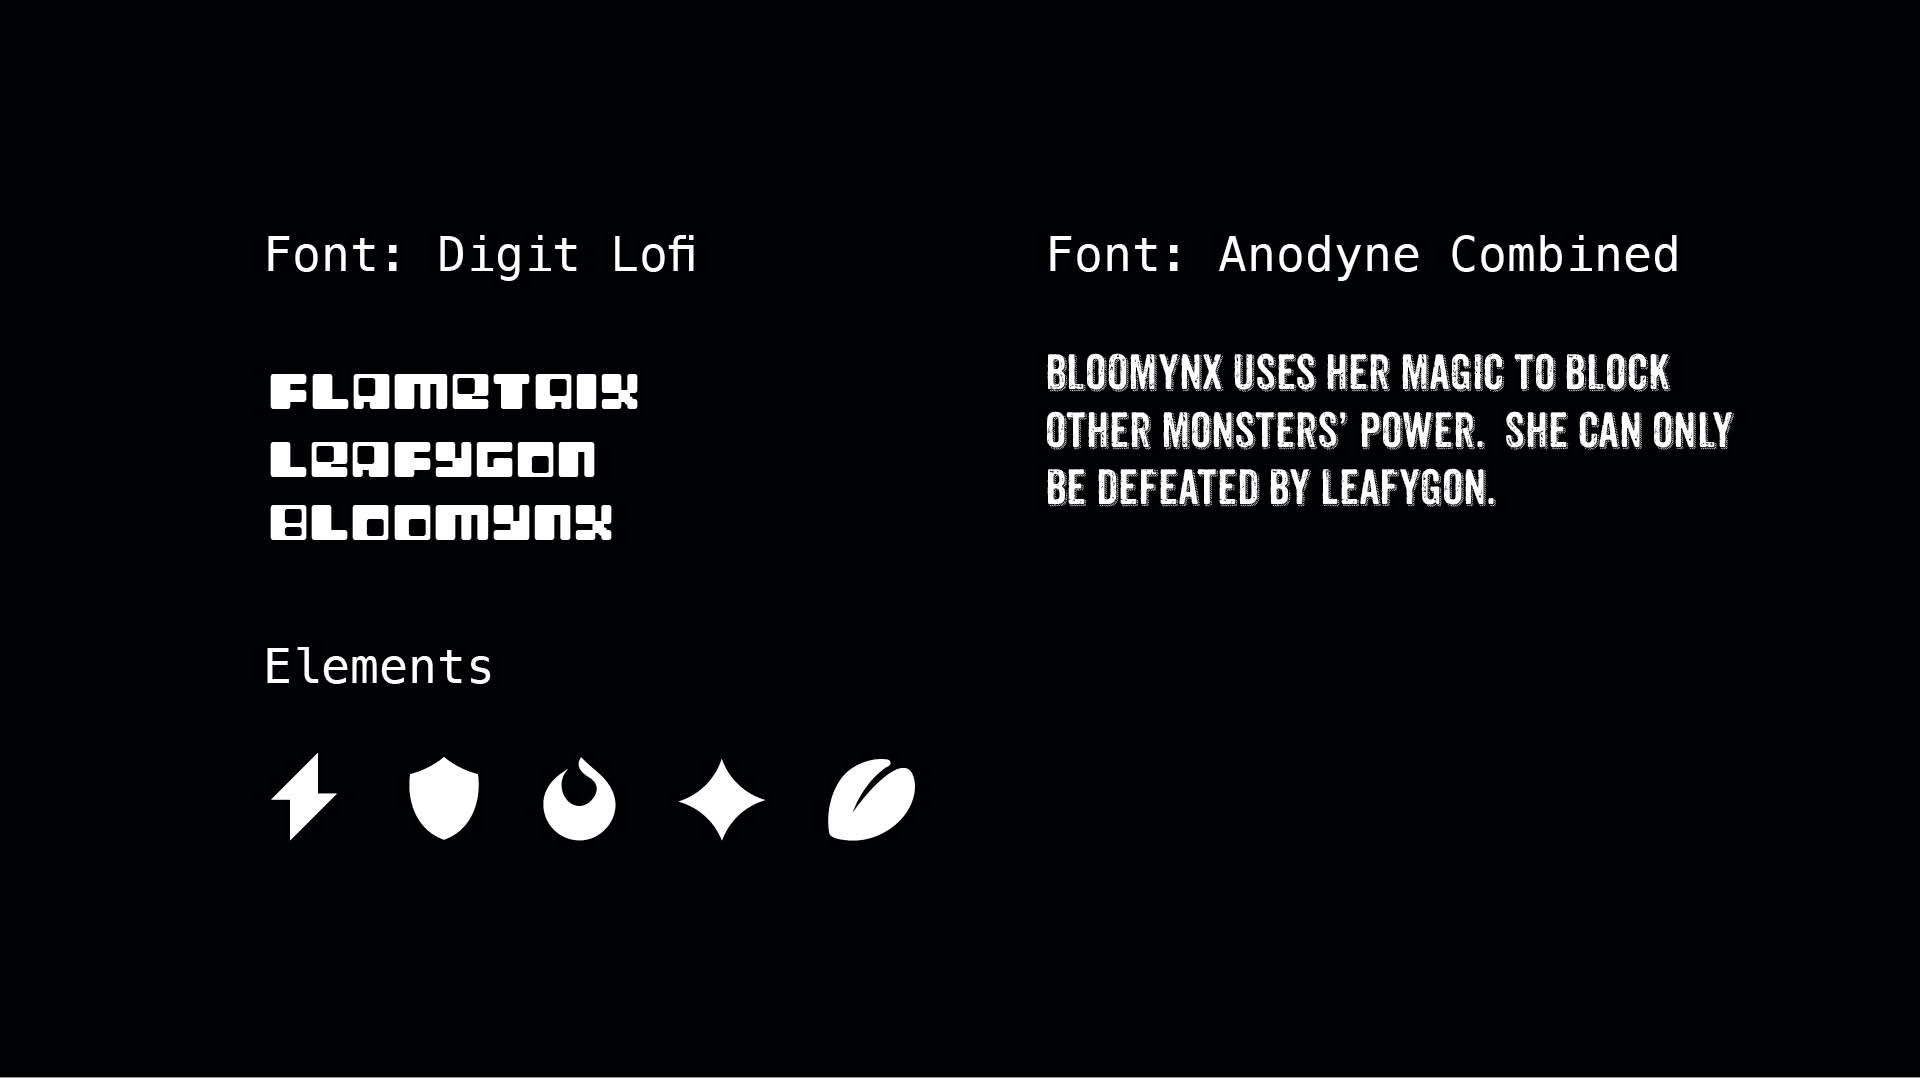 Font: Digit Lofi
FLAMETRIX
LEAFYGON
BLOOMYNX
Elements
Font: Anodyne Combined
BLOOMYNX USES HER MAGIC TO BLOCK
OTHER MONSTERS’ POWER.  SHE CAN ONLY
BE DEFEATED BY LEAFYGON.